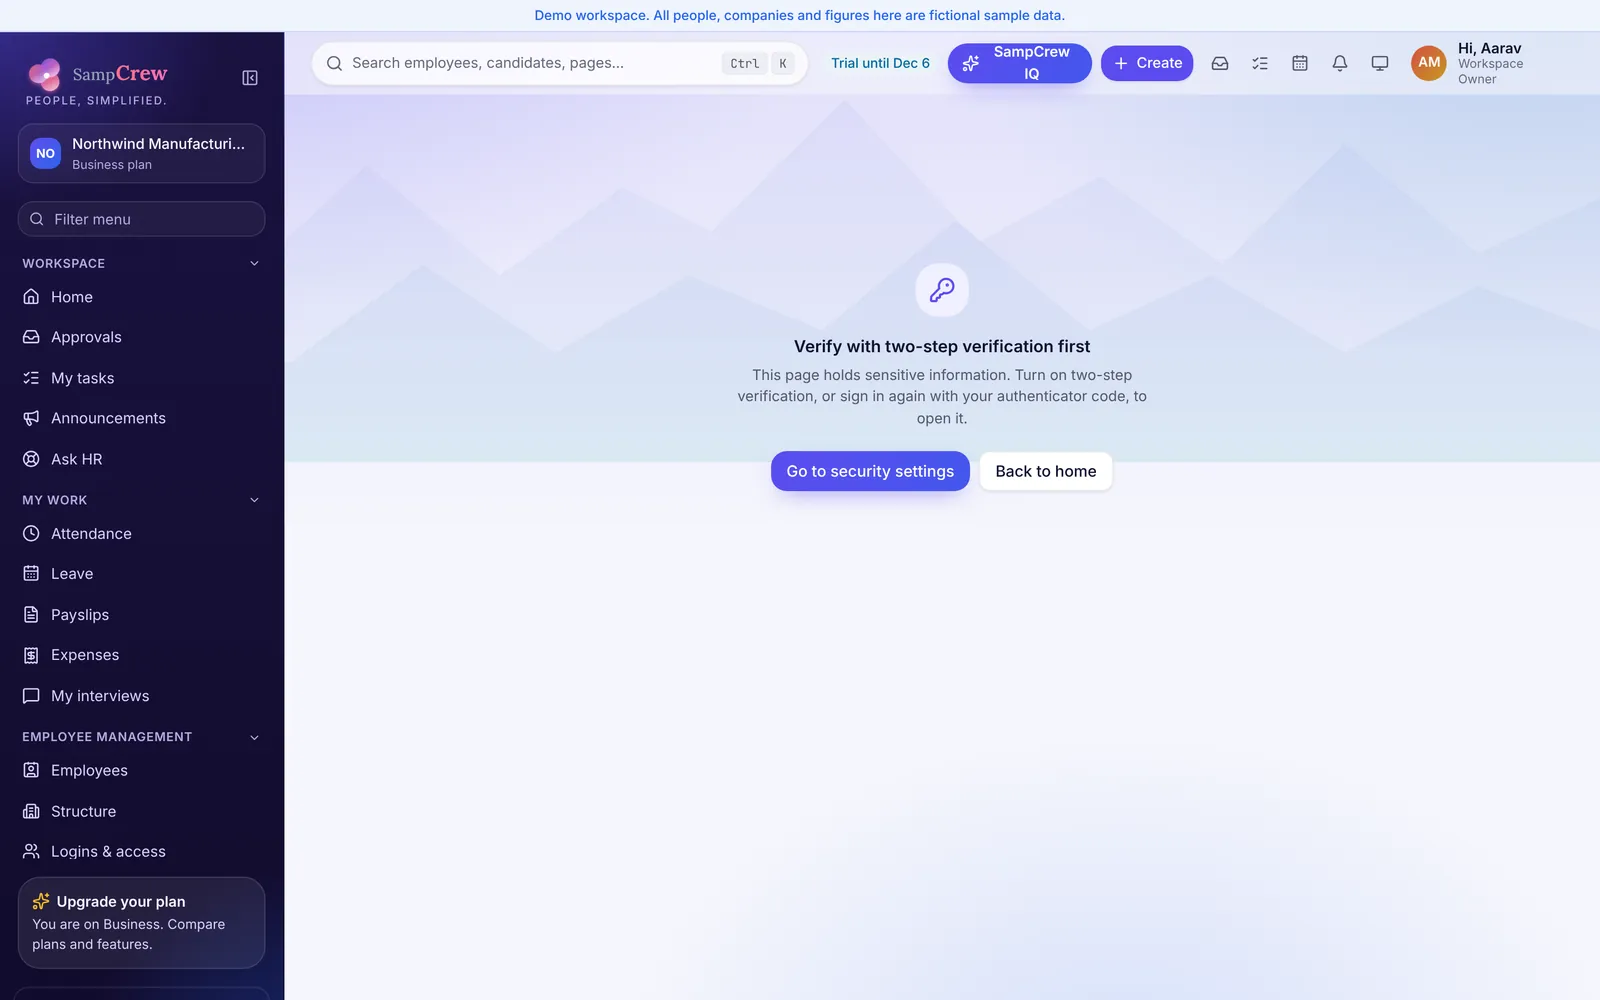 Demo workspace. All people, companies and figures here are fictional sample data.
SampCrew
PEOPLE, SIMPLIFIED.
NO
Northwind Manufacturi...
Business plan
Filter menu
WORKSPACE
Home
Approvals
My tasks
Announcements
Ask HR
MY WORK
Attendance
Leave
Payslips
Expenses
My interviews
EMPLOYEE MANAGEMENT
Employees
Structure
Logins & access
Upgrade your plan
You are on Business. Compare
plans and features.
Search employees, candidates, pages...
Ctrl K
Trial until Dec 6
SampCrew
IQ
Create
AM
Hi, Aarav
Workspace
Owner
Verify with two-step verification first
This page holds sensitive information. Turn on two-step
verification, or sign in again with your authenticator code, to
open it.
Go to security settings
Back to home